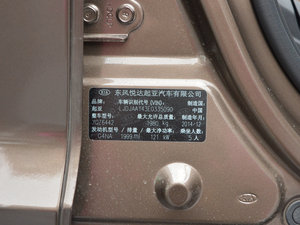 KIA 东风悦达起亚汽车有限公司
品牌: 车辆识别代号(VIN): 制造国:
起亚 中国
型号: 最大允许总质量: 制造年月:
YQZ6442 1980 kg 2014-12
发动机型号 / 排量 / 最大净功率: 乘坐人数:
G4NA 1999 ml 121 kW 5 人